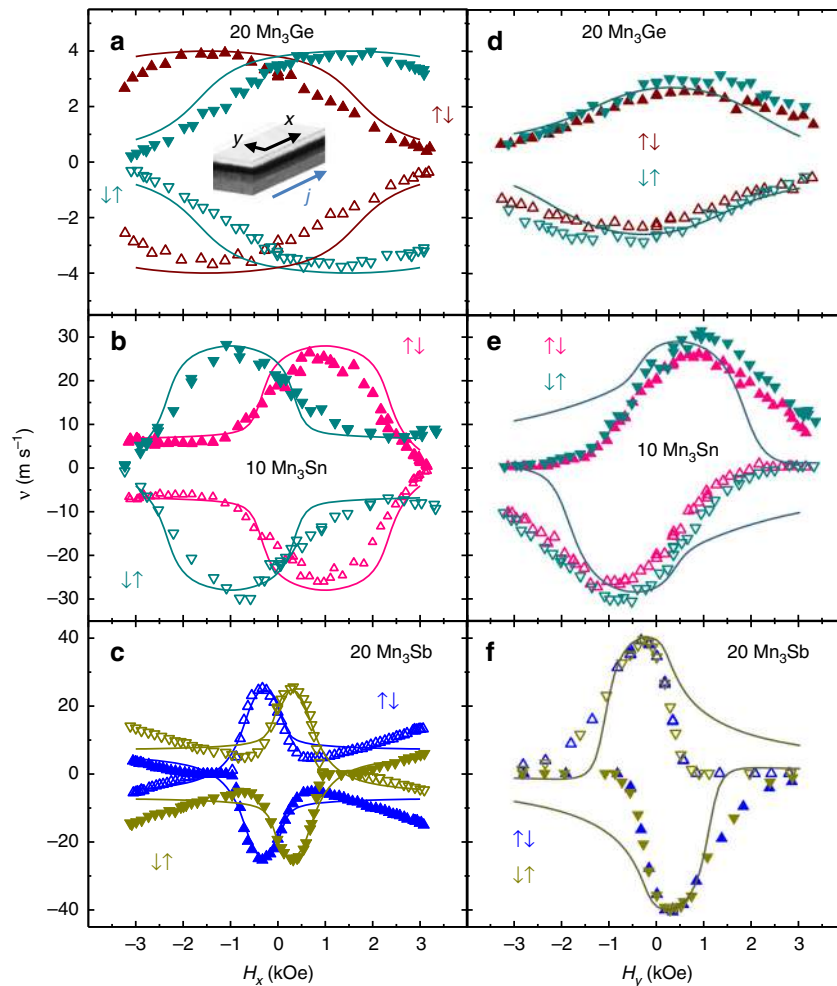 20 Mn₃Ge
a
4
2
0
−2
−4
x
y
j
↑↓
↓↑
20 Mn₃Ge
d
↑↓
↓↑
b
30
20
10
0
−10
−20
−30
ν (m s⁻¹)
↑↓
10 Mn₃Sn
↓↑
e
↑↓
↓↑
10 Mn₃Sn
c
20 Mn₃Sb
40
20
0
−20
−40
↑↓
↓↑
−3 −2 −1 0 1 2 3
Hₓ (kOe)
20 Mn₃Sb
f
↑↓
↓↑
−3 −2 −1 0 1 2 3
Hᵧ (kOe)